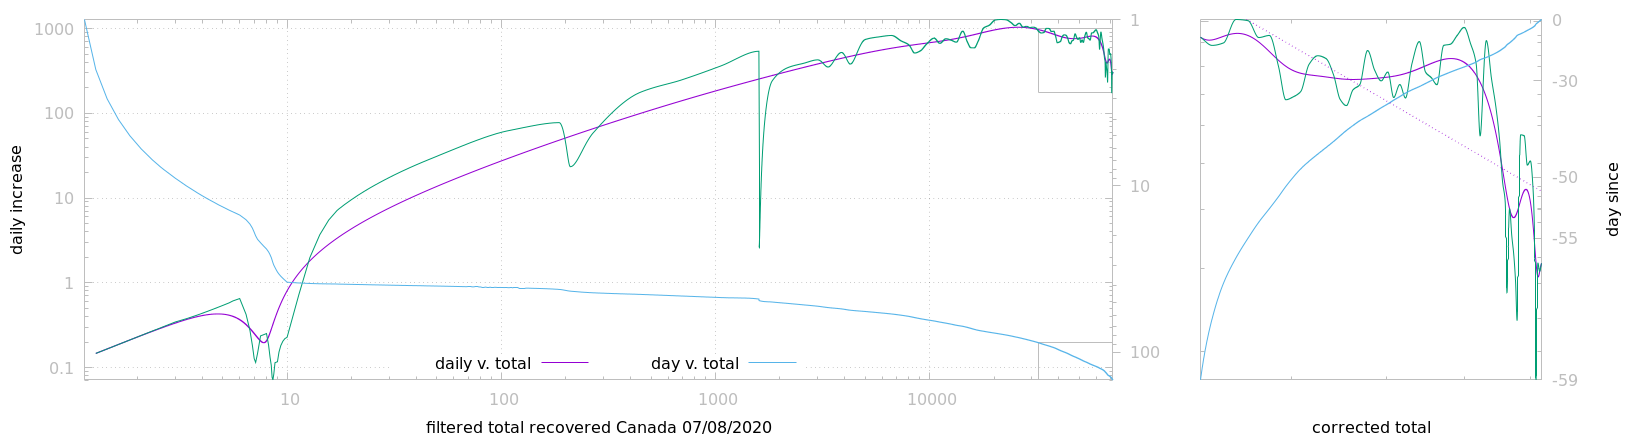 1000
100
10
1
0.1
daily increase
10
100
1000
10000
filtered total recovered Canada 07/08/2020
daily v. total
day v. total
1
10
100
0
-30
-50
-55
-59
day since
corrected total